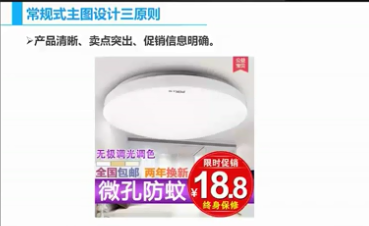 常规式主图设计三原则
➢产品清晰、卖点突出、促销信息明确。
无极调光调色
全国包邮 两年换新
微孔防蚊
限时促销
¥18.8
终身保修